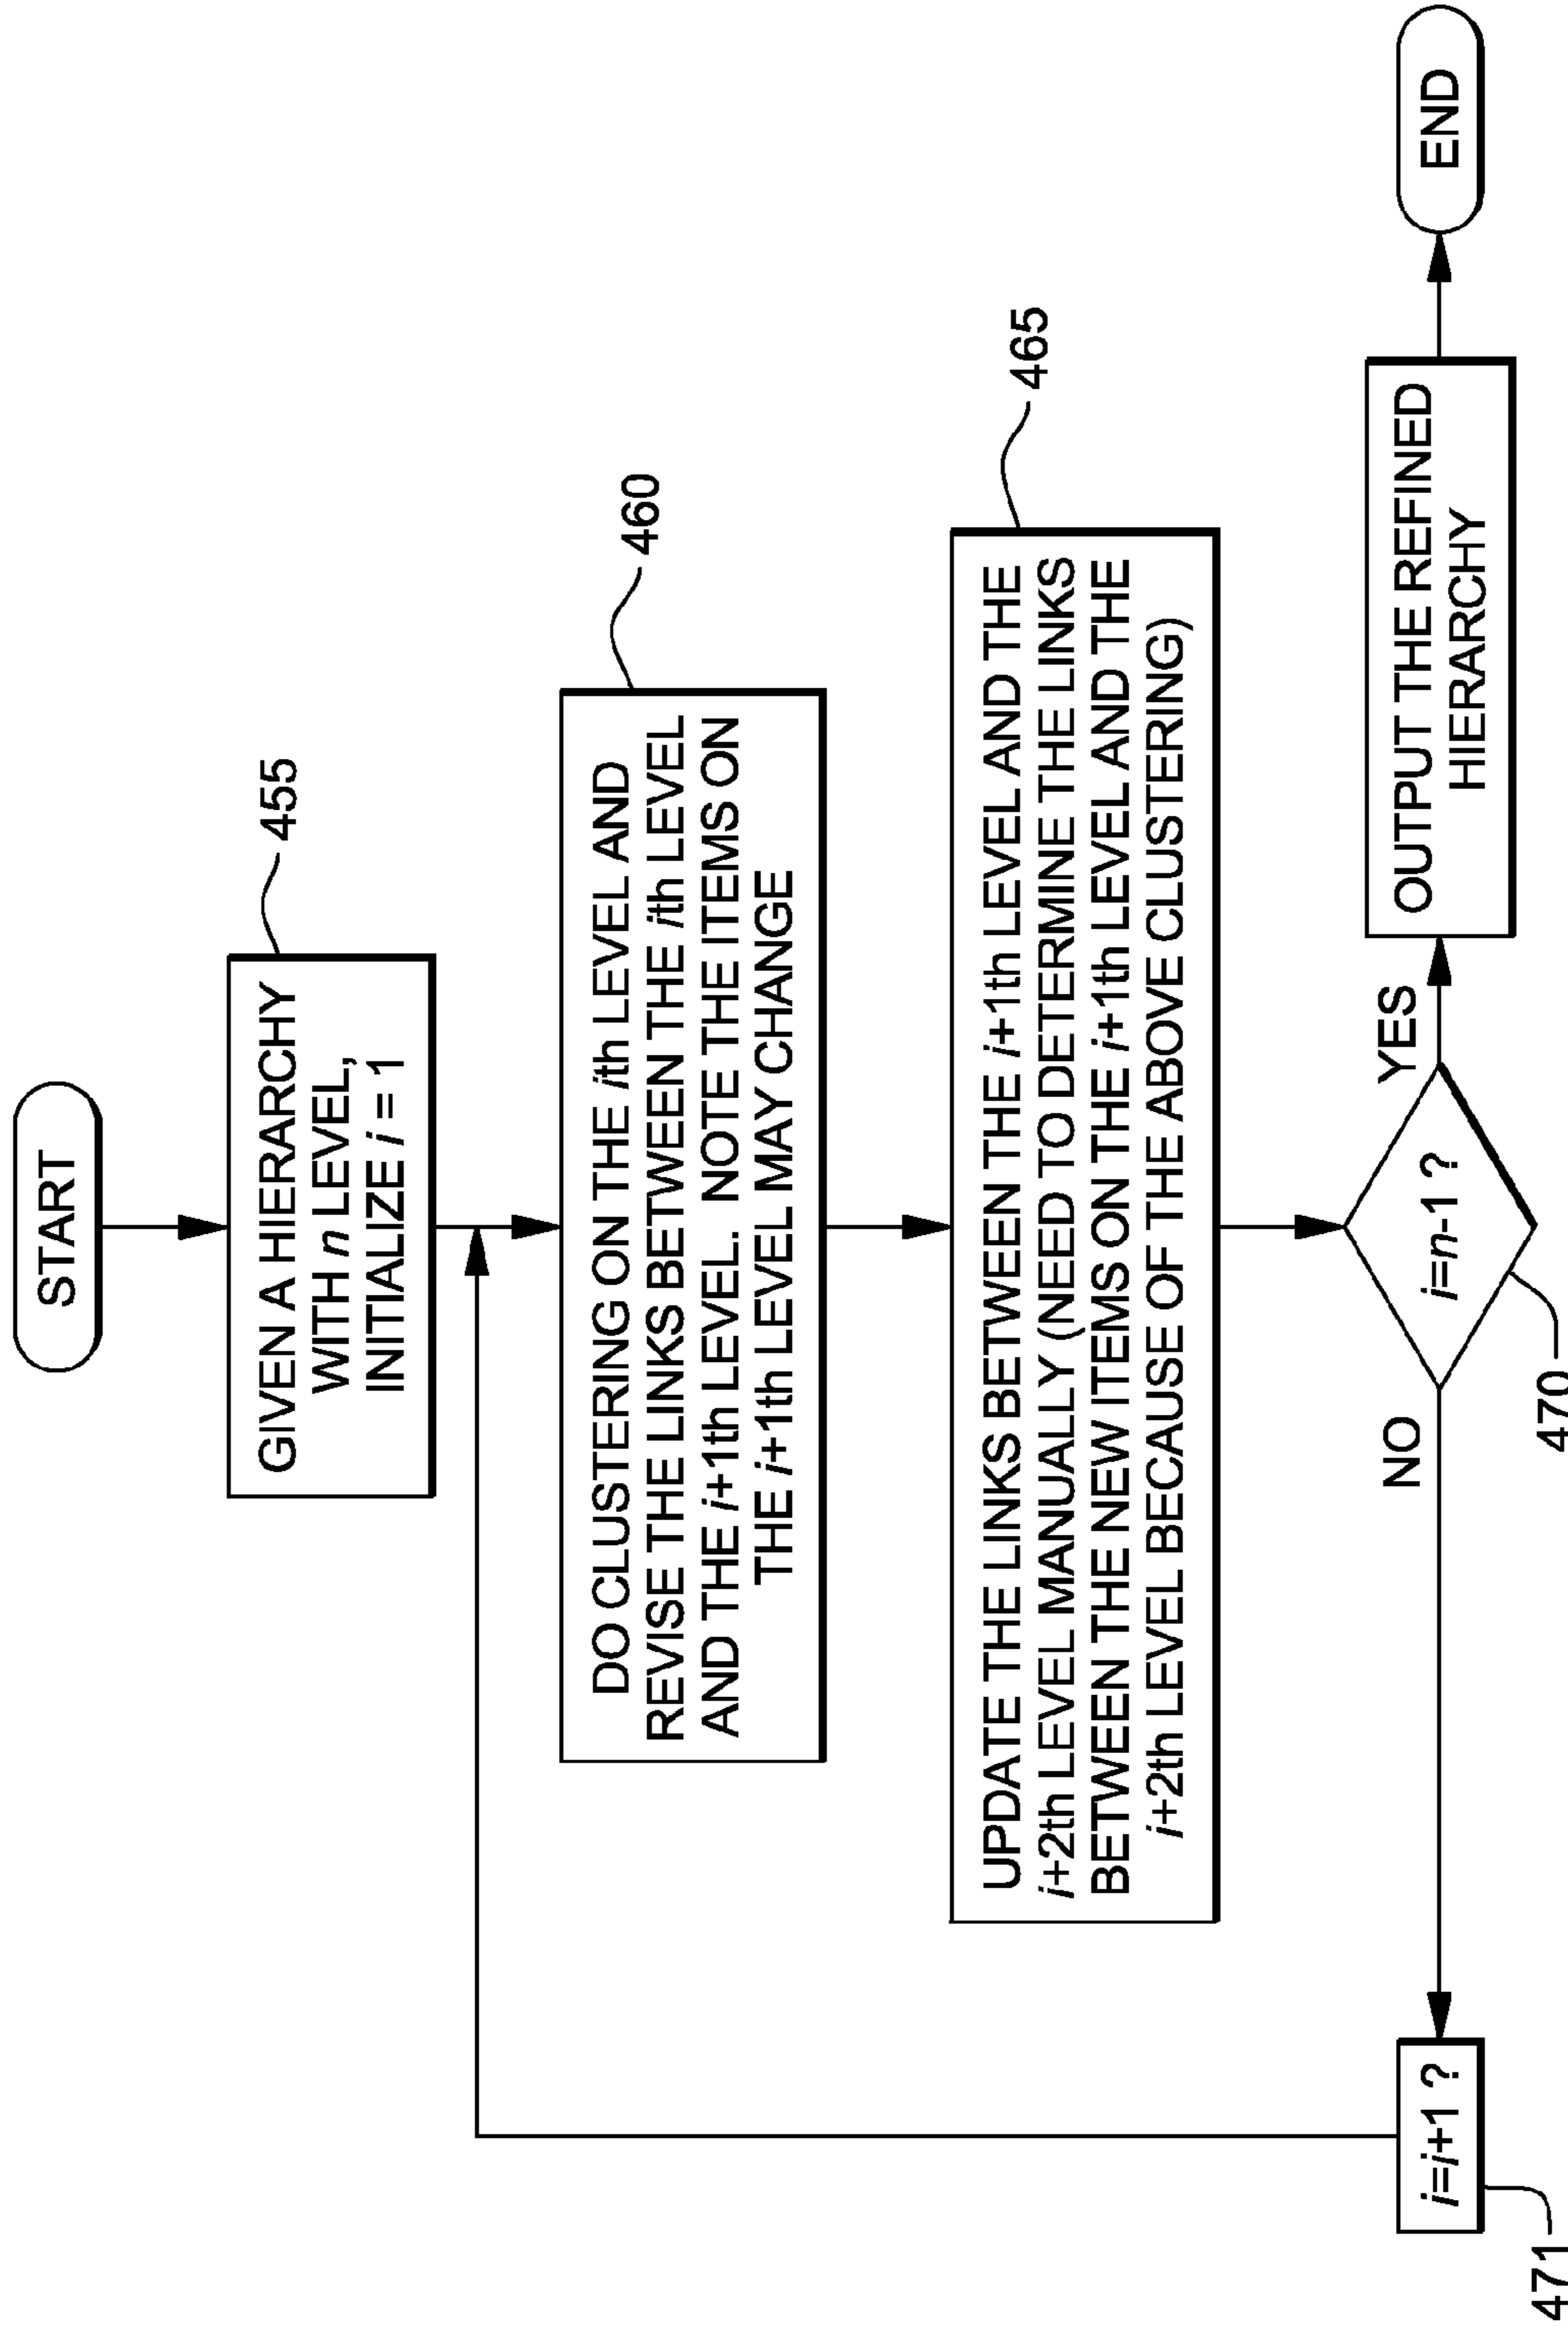 START
GIVEN A HIERARCHY
WITH n LEVEL,
INITIALIZE i = 1
455
DO CLUSTERING ON THE ith LEVEL AND
REVISE THE LINKS BETWEEN THE ith LEVEL
AND THE i+1th LEVEL. NOTE THE ITEMS ON
THE i+1th LEVEL MAY CHANGE
460
UPDATE THE LINKS BETWEEN THE i+1th LEVEL AND THE
i+2th LEVEL MANUALLY (NEED TO DETERMINE THE LINKS
BETWEEN THE NEW ITEMS ON THE i+1th LEVEL AND THE
i+2th LEVEL BECAUSE OF THE ABOVE CLUSTERING)
465
i=n-1 ?
470
NO
i=i+1 ?
471
YES
OUTPUT THE REFINED
HIERARCHY
END